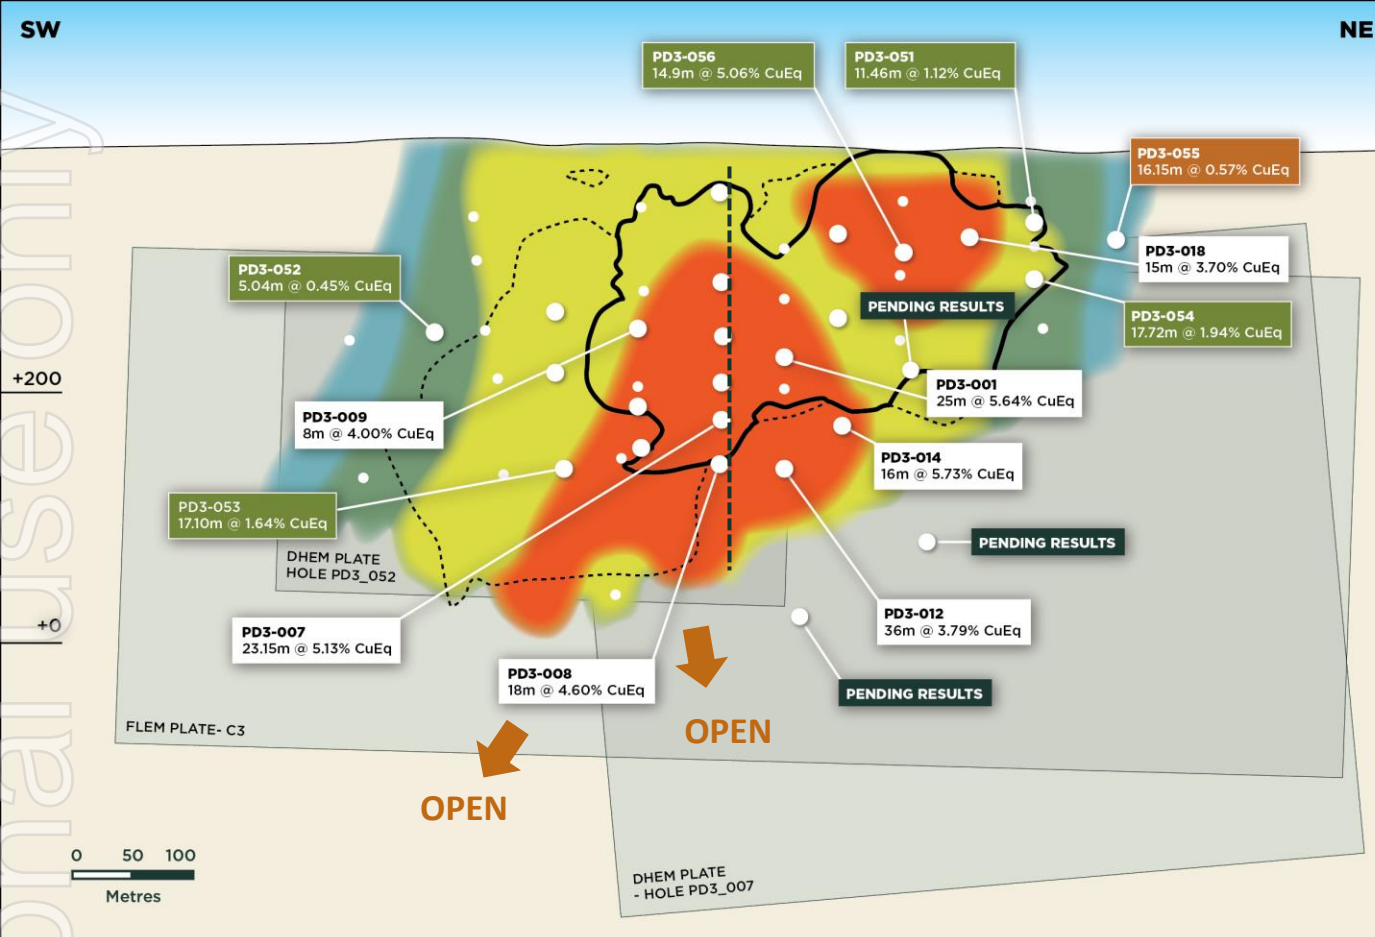 SW
NE
PD3-056
14.9m @ 5.06% CuEq
PD3-051
11.46m @ 1.12% CuEq
PD3-055
16.15m @ 0.57% CuEq
PD3-052
5.04m @ 0.45% CuEq
PD3-018
15m @ 3.70% CuEq
PENDING RESULTS
PD3-054
17.72m @ 1.94% CuEq
+200
PD3-001
25m @ 5.64% CuEq
PD3-009
8m @ 4.00% CuEq
PD3-014
16m @ 5.73% CuEq
PD3-053
17.10m @ 1.64% CuEq
PENDING RESULTS
DHEM PLATE
HOLE PD3_052
+0
PD3-007
23.15m @ 5.13% CuEq
PD3-012
36m @ 3.79% CuEq
PD3-008
18m @ 4.60% CuEq
PENDING RESULTS
FLEM PLATE- C3
OPEN
OPEN
0 50 100
Metres
DHEM PLATE
- HOLE PD3_007
onal use only